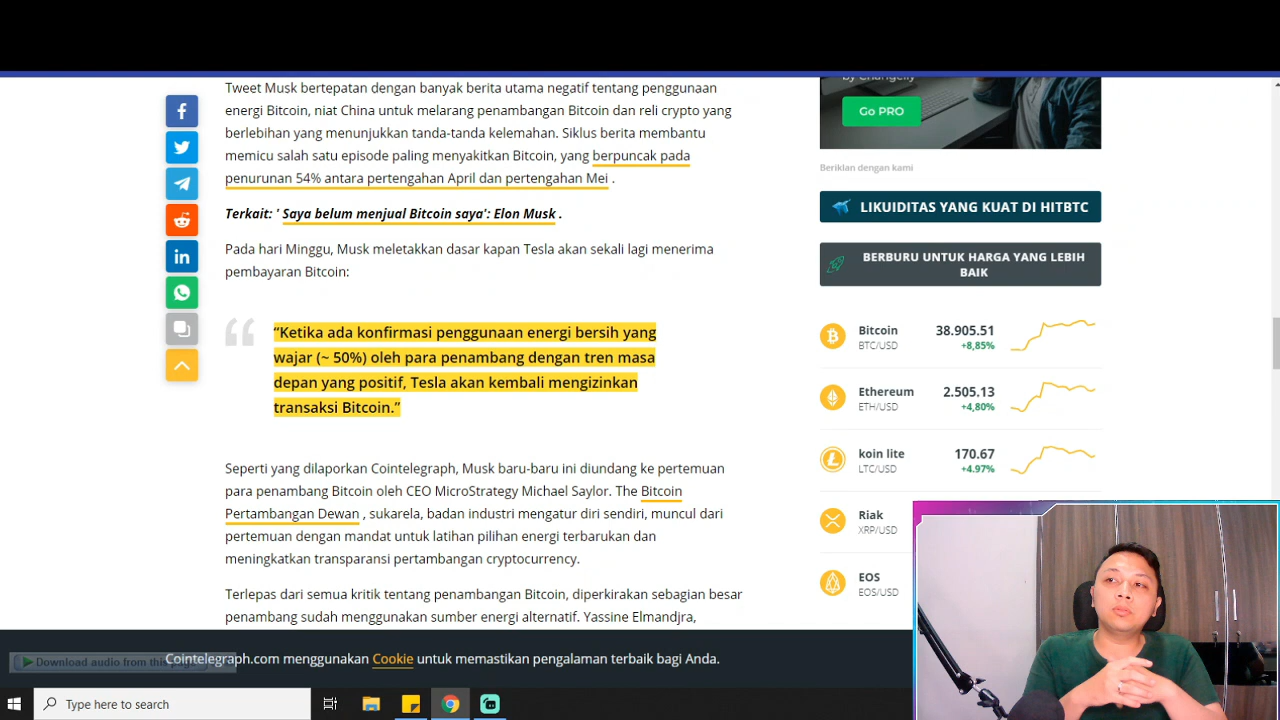 Tweet Musk bertepatan dengan banyak berita utama negatif tentang penggunaan
energi Bitcoin, niat China untuk melarang penambangan Bitcoin dan reli crypto yang
berlebihan yang menunjukkan tanda-tanda kelemahan. Siklus berita membantu
memicu salah satu episode paling menyakitkan Bitcoin, yang berpuncak pada
penurunan 54% antara pertengahan April dan pertengahan Mei .
Terkait: ' Saya belum menjual Bitcoin saya': Elon Musk .
Pada hari Minggu, Musk meletakkan dasar kapan Tesla akan sekali lagi menerima
pembayaran Bitcoin:
“Ketika ada konfirmasi penggunaan energi bersih yang
wajar (~ 50%) oleh para penambang dengan tren masa
depan yang positif, Tesla akan kembali mengizinkan
transaksi Bitcoin.”
Seperti yang dilaporkan Cointelegraph, Musk baru-baru ini diundang ke pertemuan
para penambang Bitcoin oleh CEO MicroStrategy Michael Saylor. The Bitcoin
Pertambangan Dewan , sukarela, badan industri mengatur diri sendiri, muncul dari
pertemuan dengan mandat untuk latihan pilihan energi terbarukan dan
meningkatkan transparansi pertambangan cryptocurrency.
Terlepas dari semua kritik tentang penambangan Bitcoin, diperkirakan sebagian besar
penambang sudah menggunakan sumber energi alternatif. Yassine Elmandjra,
by Changelly
Go PRO
Beriklan dengan kami
LIKUIDITAS YANG KUAT DI HITBTC
BERBURU UNTUK HARGA YANG LEBIH
BAIK
Bitcoin 38.905.51
BTC/USD +8,85%
Ethereum 2.505.13
ETH/USD +4,80%
koin lite 170.67
LTC/USD +4.97%
Riak
XRP/USD
EOS
EOS/USD
Download audio from this page
Cointelegraph.com menggunakan Cookie untuk memastikan pengalaman terbaik bagi Anda.
Type here to search